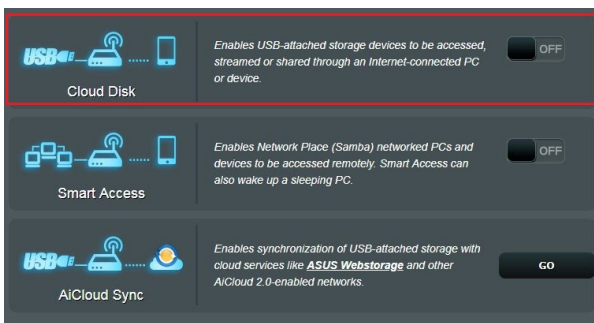 USB
Cloud Disk
Enables USB-attached storage devices to be accessed,
streamed or shared through an Internet-connected PC
or device.
OFF
Smart Access
Enables Network Place (Samba) networked PCs and
devices to be accessed remotely. Smart Access can
also wake up a sleeping PC.
OFF
USB
AiCloud Sync
Enables synchronization of USB-attached storage with
cloud services like ASUS Webstorage and other
AiCloud 2.0-enabled networks.
GO